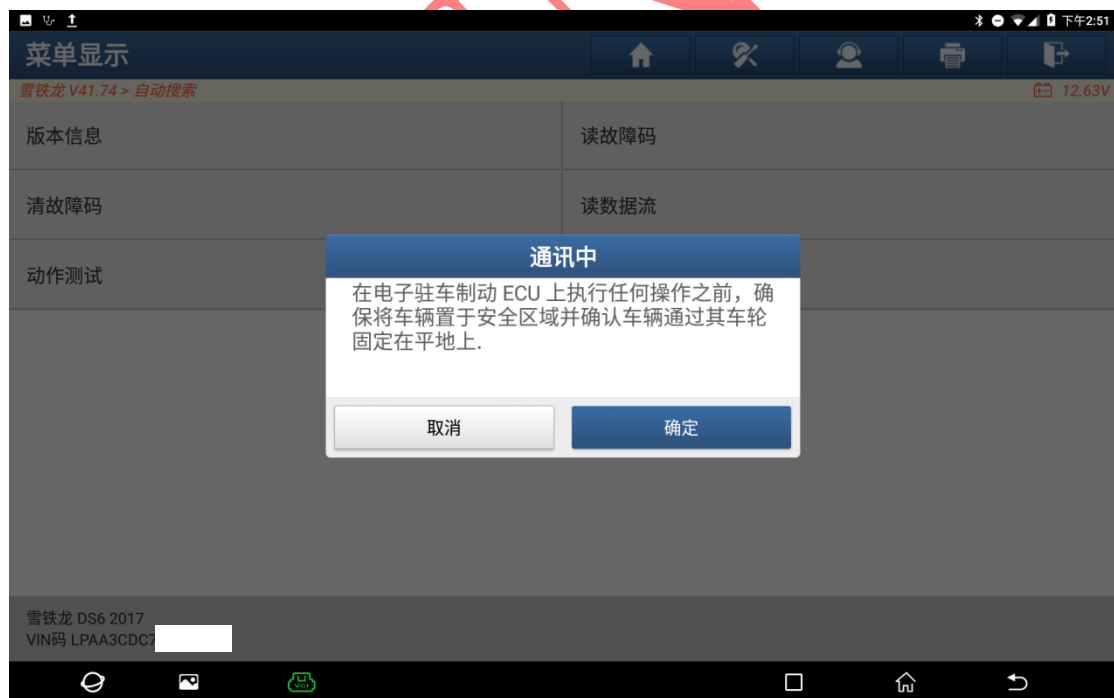 下午2:51
菜单显示
雪铁龙 V41.74 > 自动搜索
12.63V
版本信息
读故障码
清故障码
读数据流
动作测试
通讯中
在电子驻车制动 ECU 上执行任何操作之前，确
保将车辆置于安全区域并确认车辆通过其车轮
固定在平地上.
取消
确定
雪铁龙 DS6 2017
VIN码 LPAA3CDC7
VCI